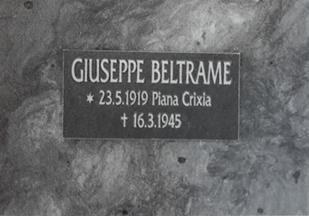 GIUSEPPE BELTRAME
✶ 23.5.1919 Piana Crixia
† 16.3.1945